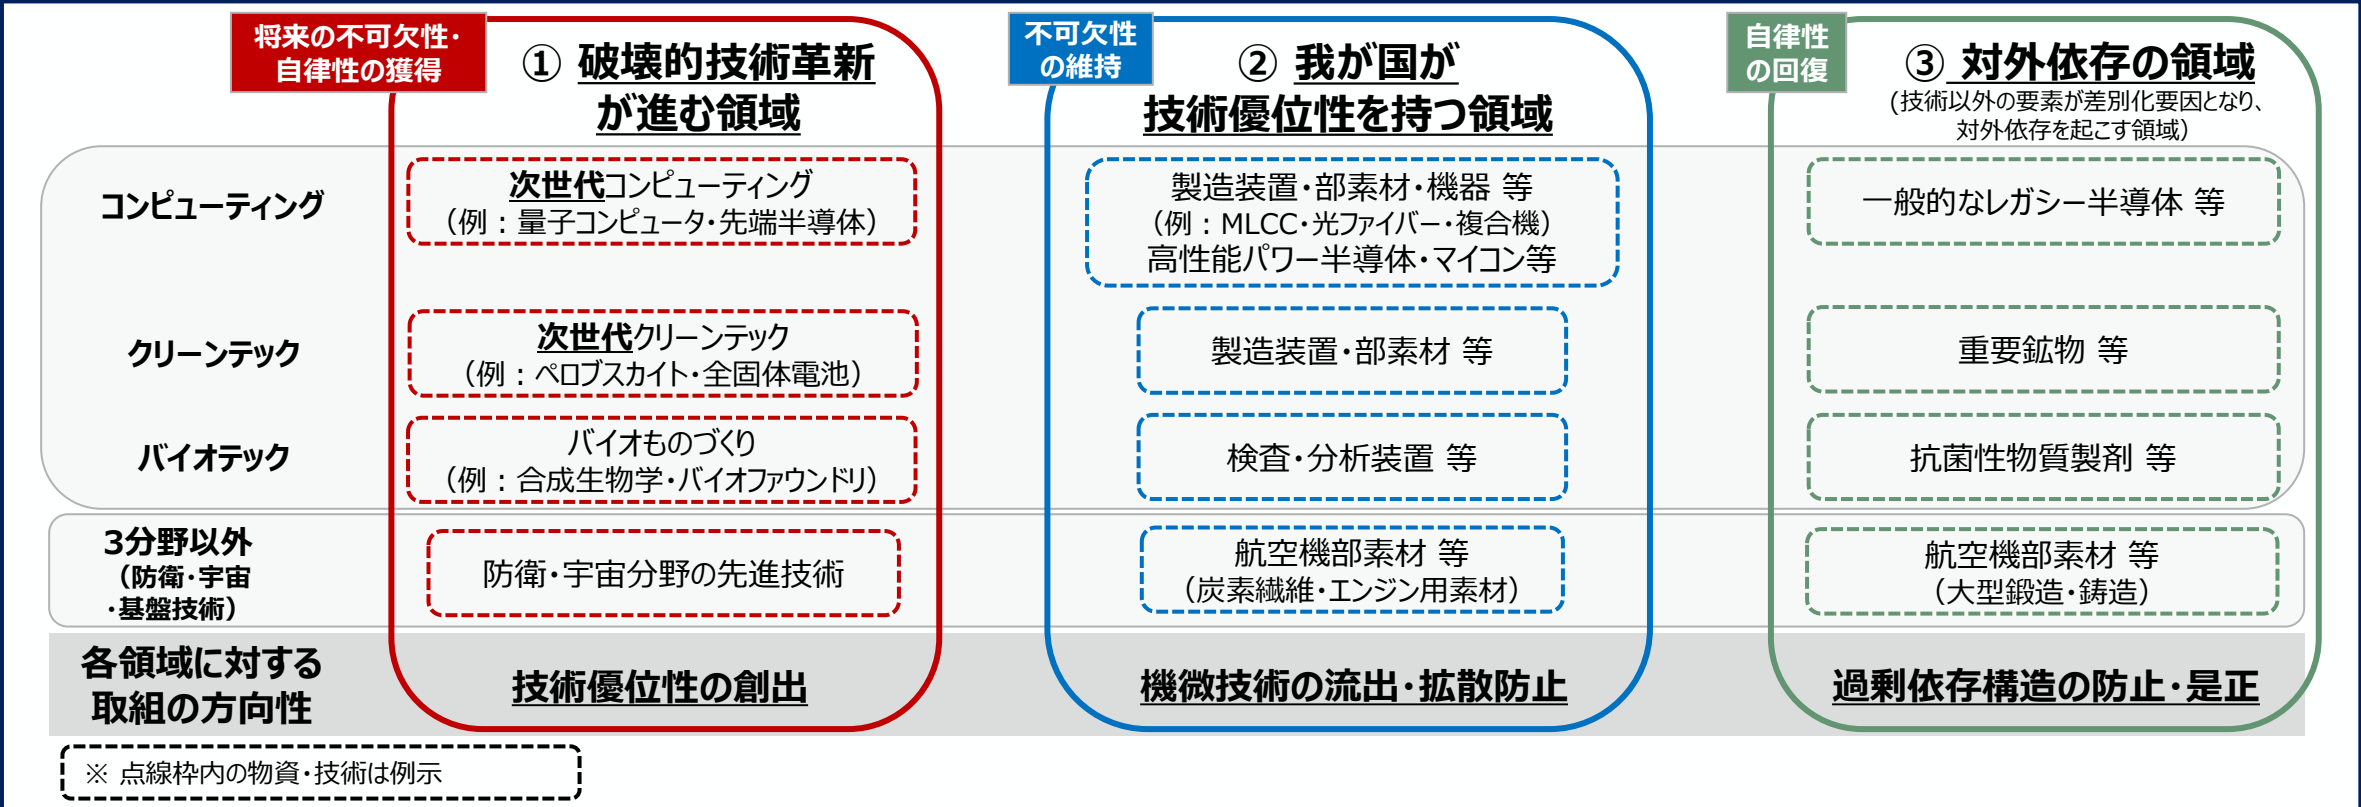 将来の不可欠性・
自律性の獲得
① 破壊的技術革新
が進む領域
不可欠性
の維持
② 我が国が
技術優位性を持つ領域
自律性
の回復
③ 対外依存の領域
(技術以外の要素が差別化要因となり、
対外依存を起こす領域)
コンピューティング
次世代コンピューティング
（例：量子コンピュータ・先端半導体）
製造装置・部素材・機器 等
（例：MLCC・光ファイバー・複合機）
高性能パワー半導体・マイコン等
一般的なレガシー半導体 等
クリーンテック
次世代クリーンテック
（例：ペロブスカイト・全固体電池）
製造装置・部素材 等
重要鉱物 等
バイオテック
バイオものづくり
（例：合成生物学・バイオファウンドリ）
検査・分析装置 等
抗菌性物質製剤 等
3分野以外
（防衛・宇宙
・基盤技術）
防衛・宇宙分野の先進技術
航空機部素材 等
（炭素繊維・エンジン用素材）
航空機部素材 等
（大型鍛造・鋳造）
各領域に対する
取組の方向性
技術優位性の創出
機微技術の流出・拡散防止
過剰依存構造の防止・是正
※ 点線枠内の物資・技術は例示